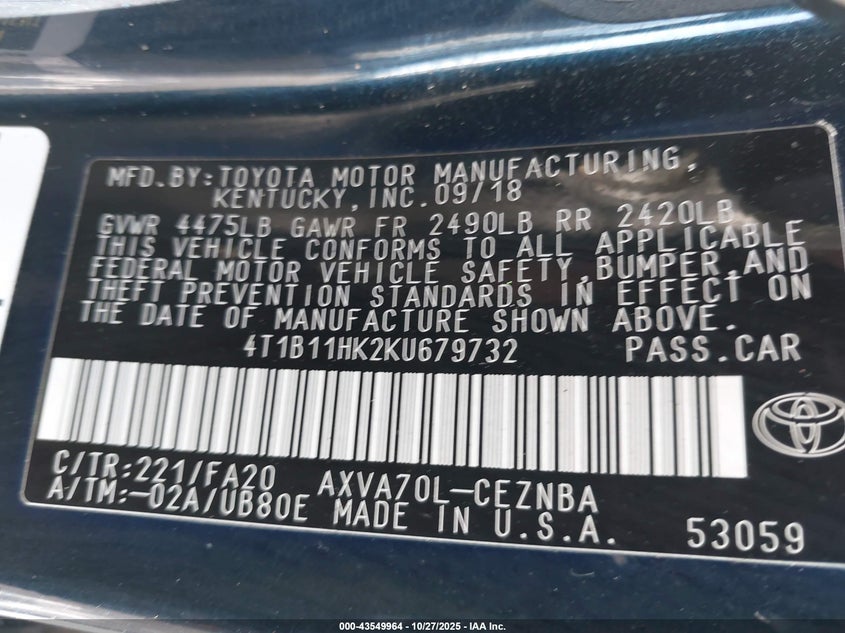 MFD.BY:TOYOTA MOTOR MANUFACTURING,
KENTUCKY,INC.09/18
GVWR 4475LB GAWR FR 2490LB RR 2420LB
THIS VEHICLE CONFORMS TO ALL APPLICABLE
FEDERAL MOTOR VEHICLE SAFETY,BUMPER,AND
THEFT PREVENTION STANDARDS IN EFFECT ON
THE DATE OF MANUFACTURE SHOWN ABOVE.
4T1B11HK2KU679732 PASS.CAR
C/TR:221/FA20 AXVA70L-CEZNBA
A/TM:-02A/UB80E MADE IN U.S.A. 53059
000-43549964 | 10/27/2025 | IAA Inc.